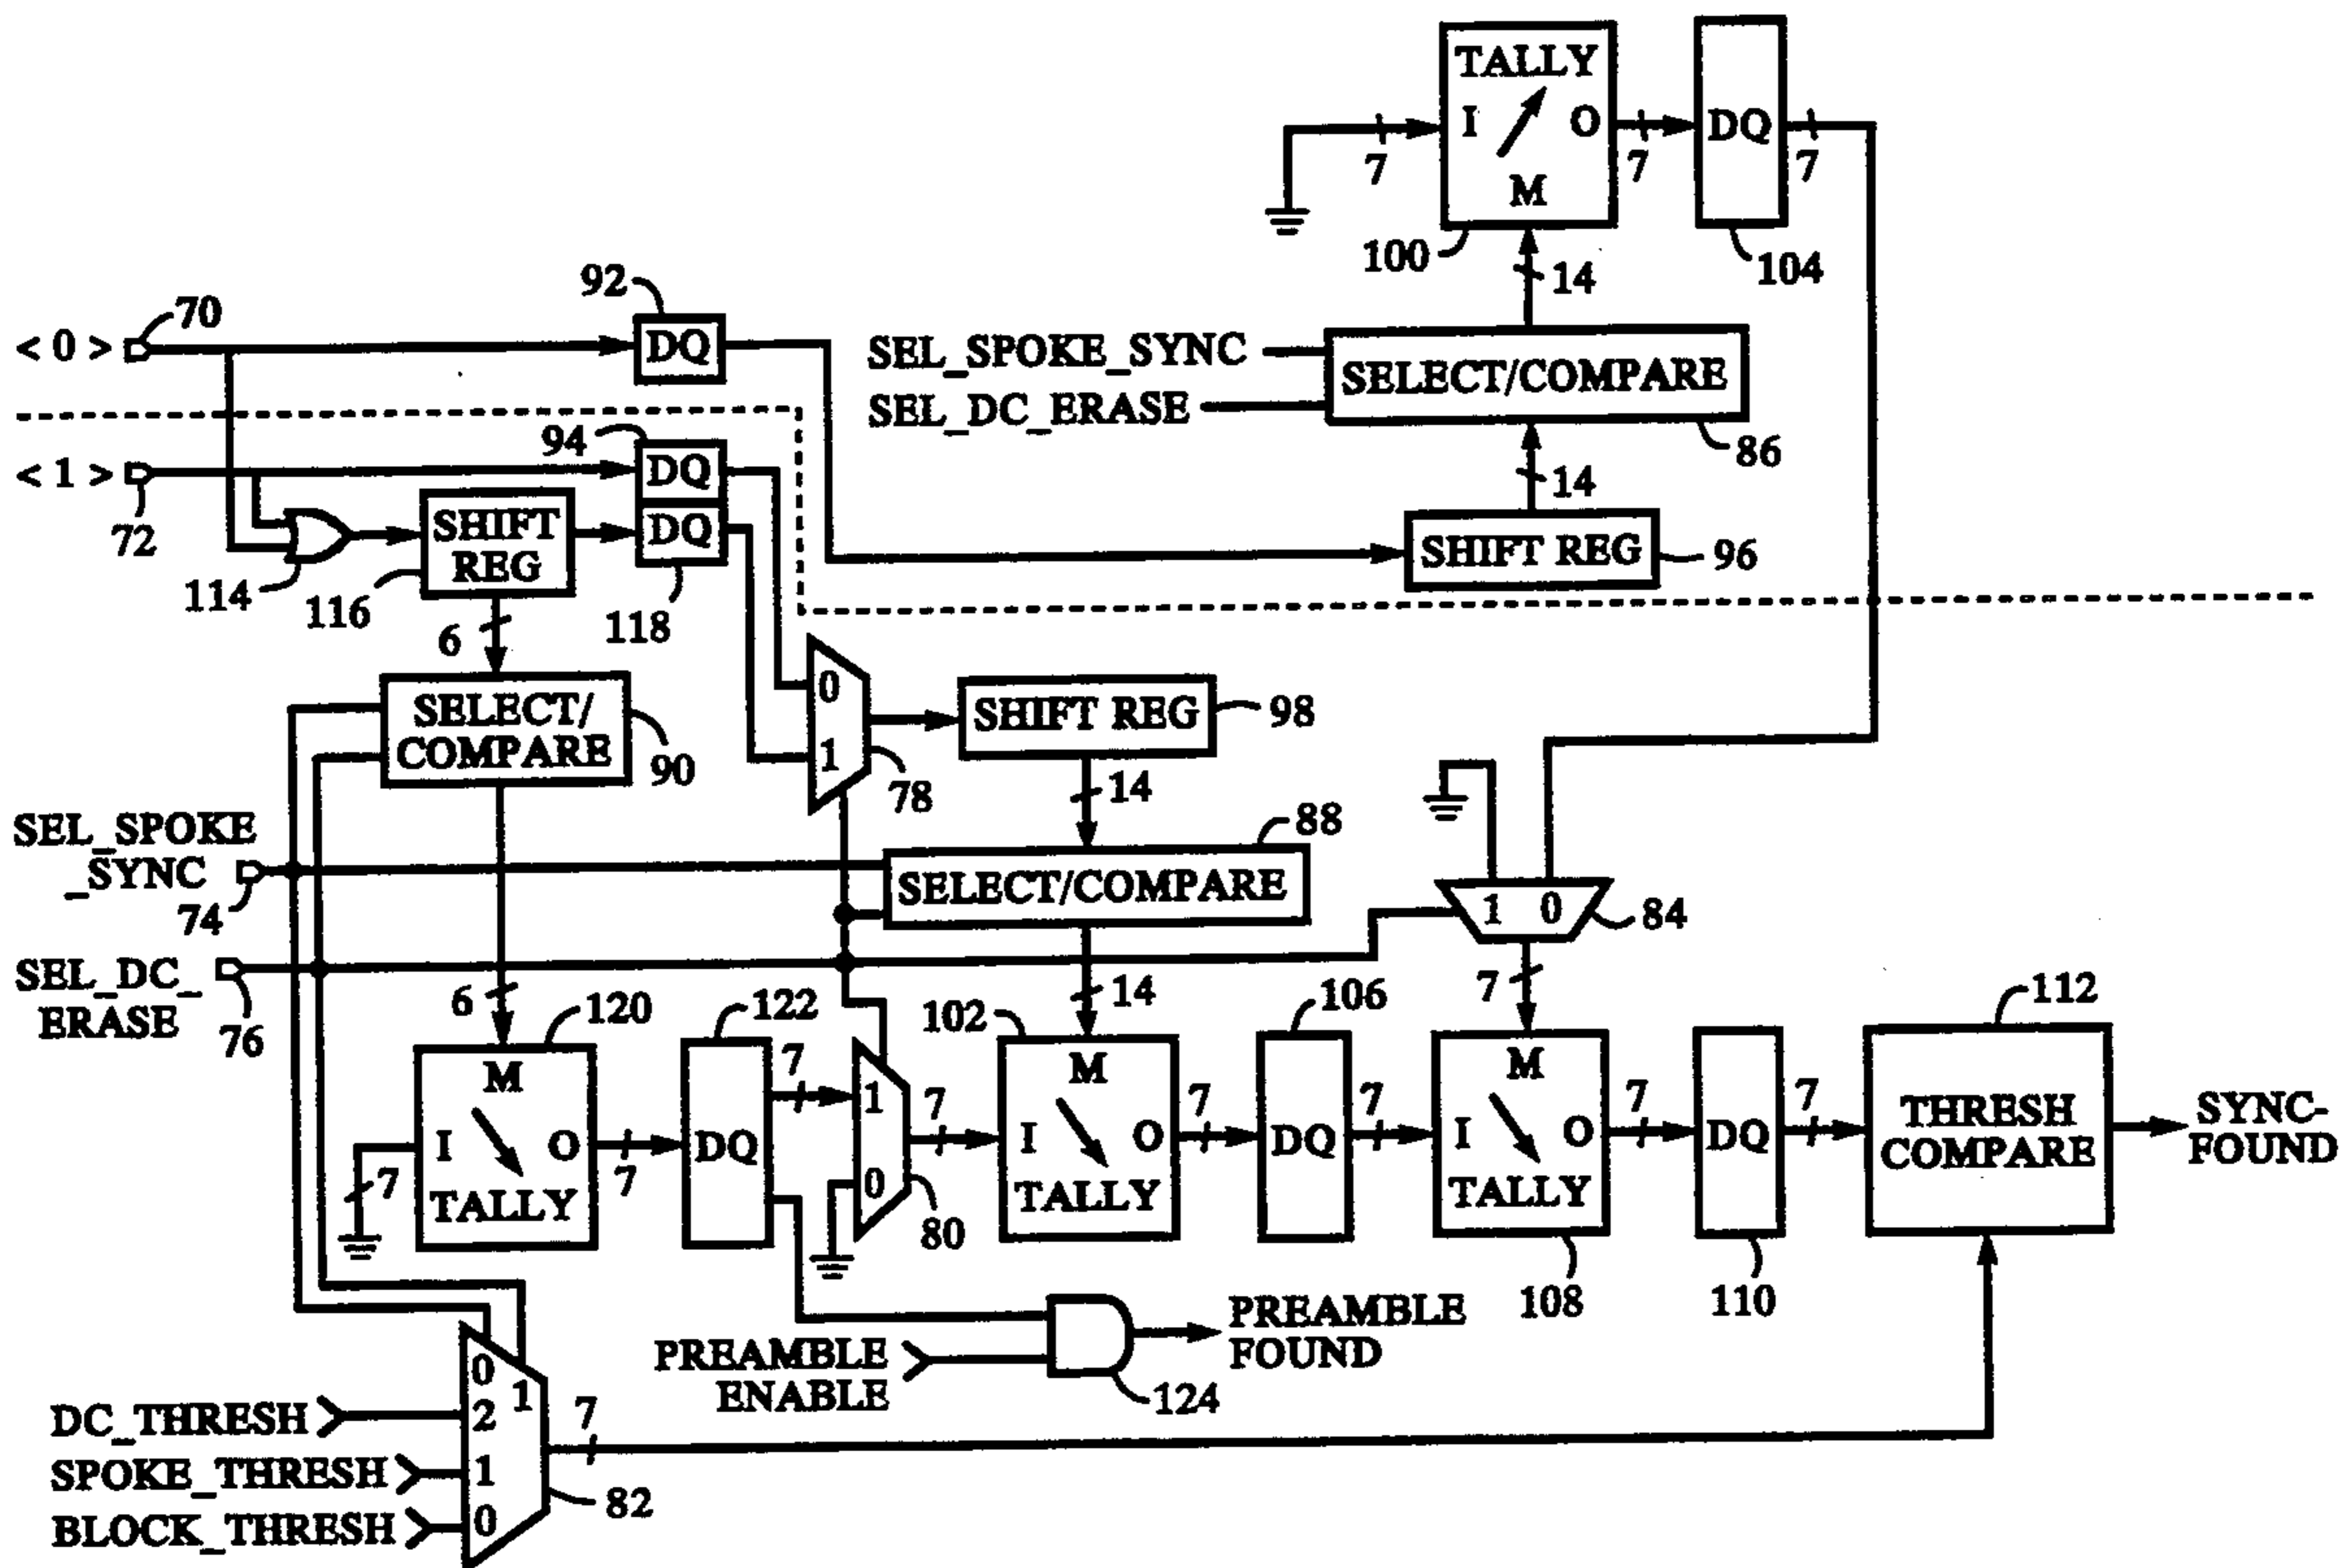 TALLY
I O
M
7
7
DQ
7
100
104
14
92
< 0 >
70
DQ
SEL_SPOKE_SYNC
SEL_DC_ERASE
SELECT/COMPARE
86
94
< 1 >
72
DQ
14
DQ
SHIFT
REG
SHIFT REG
96
114
116
118
6
SELECT/
COMPARE
90
0
1
78
SHIFT REG
98
14
88
SEL_SPOKE
_SYNC
74
SELECT/COMPARE
1 0
84
SEL_DC_
ERASE
76
6
120
122
102
14
106
7
112
M
I O
TALLY
7
7
DQ
7
1
0
80
7
M
I O
TALLY
7
DQ
7
M
I O
TALLY
108
7
DQ
110
7
THRESH
COMPARE
SYNC-
FOUND
PREAMBLE
ENABLE
124
PREAMBLE
FOUND
0
1
2
1
0
DC_THRESH
SPOKE_THRESH
BLOCK_THRESH
7
82